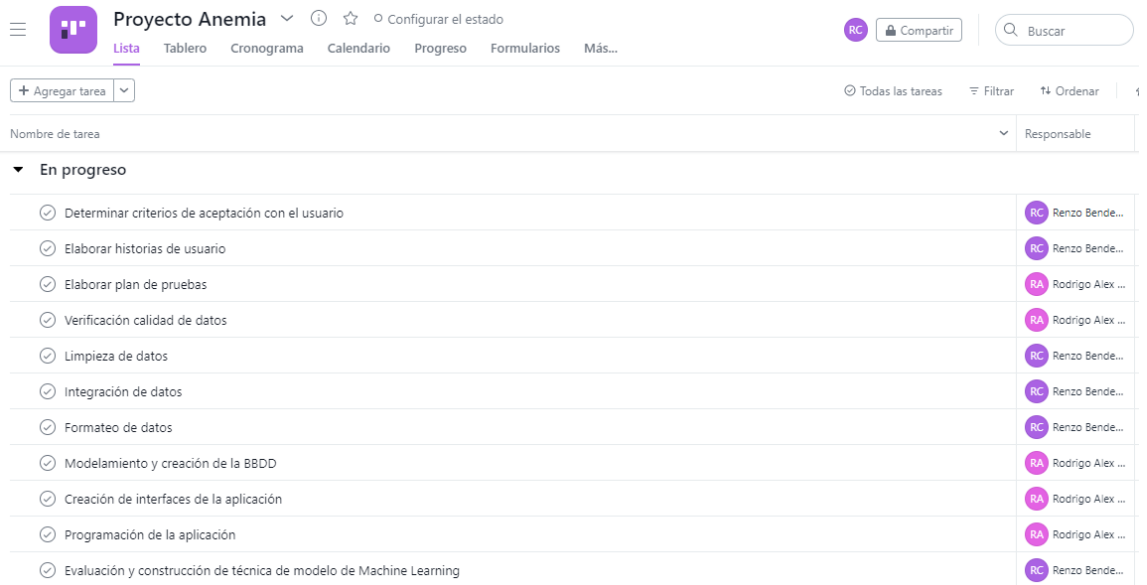 Proyecto Anemia
Configurar el estado
Lista Tablero Cronograma Calendario Progreso Formularios Más...
RC Compartir Buscar
+ Agregar tarea
Todas las tareas Filtrar Ordenar
Nombre de tarea Responsable
En progreso
Determinar criterios de aceptación con el usuario RC Renzo Bende...
Elaborar historias de usuario RC Renzo Bende...
Elaborar plan de pruebas RA Rodrigo Alex ...
Verificación calidad de datos RA Rodrigo Alex ...
Limpieza de datos RC Renzo Bende...
Integración de datos RC Renzo Bende...
Formateo de datos RC Renzo Bende...
Modelamiento y creación de la BBDD RA Rodrigo Alex ...
Creación de interfaces de la aplicación RA Rodrigo Alex ...
Programación de la aplicación RA Rodrigo Alex ...
Evaluación y construcción de técnica de modelo de Machine Learning RC Renzo Bende...